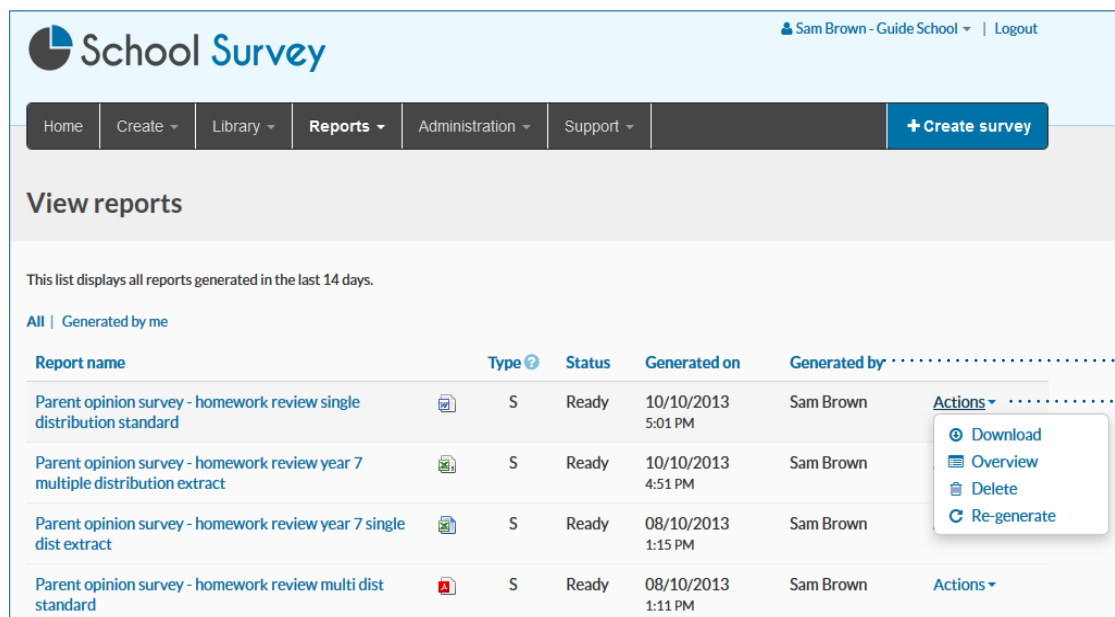 Sam Brown - Guide School | Logout
School Survey
Home Create Library Reports Administration Support + Create survey
View reports
This list displays all reports generated in the last 14 days.
All | Generated by me
Report name Type ? Status Generated on Generated by
Parent opinion survey - homework review single S Ready 10/10/2013 Sam Brown Actions
distribution standard 5:01 PM
Download
Parent opinion survey - homework review year 7 S Ready 10/10/2013 Sam Brown Overview
multiple distribution extract 4:51 PM Delete
Re-generate
Parent opinion survey - homework review year 7 single S Ready 08/10/2013 Sam Brown
dist extract 1:15 PM
Parent opinion survey - homework review multi dist S Ready 08/10/2013 Sam Brown Actions
standard 1:11 PM